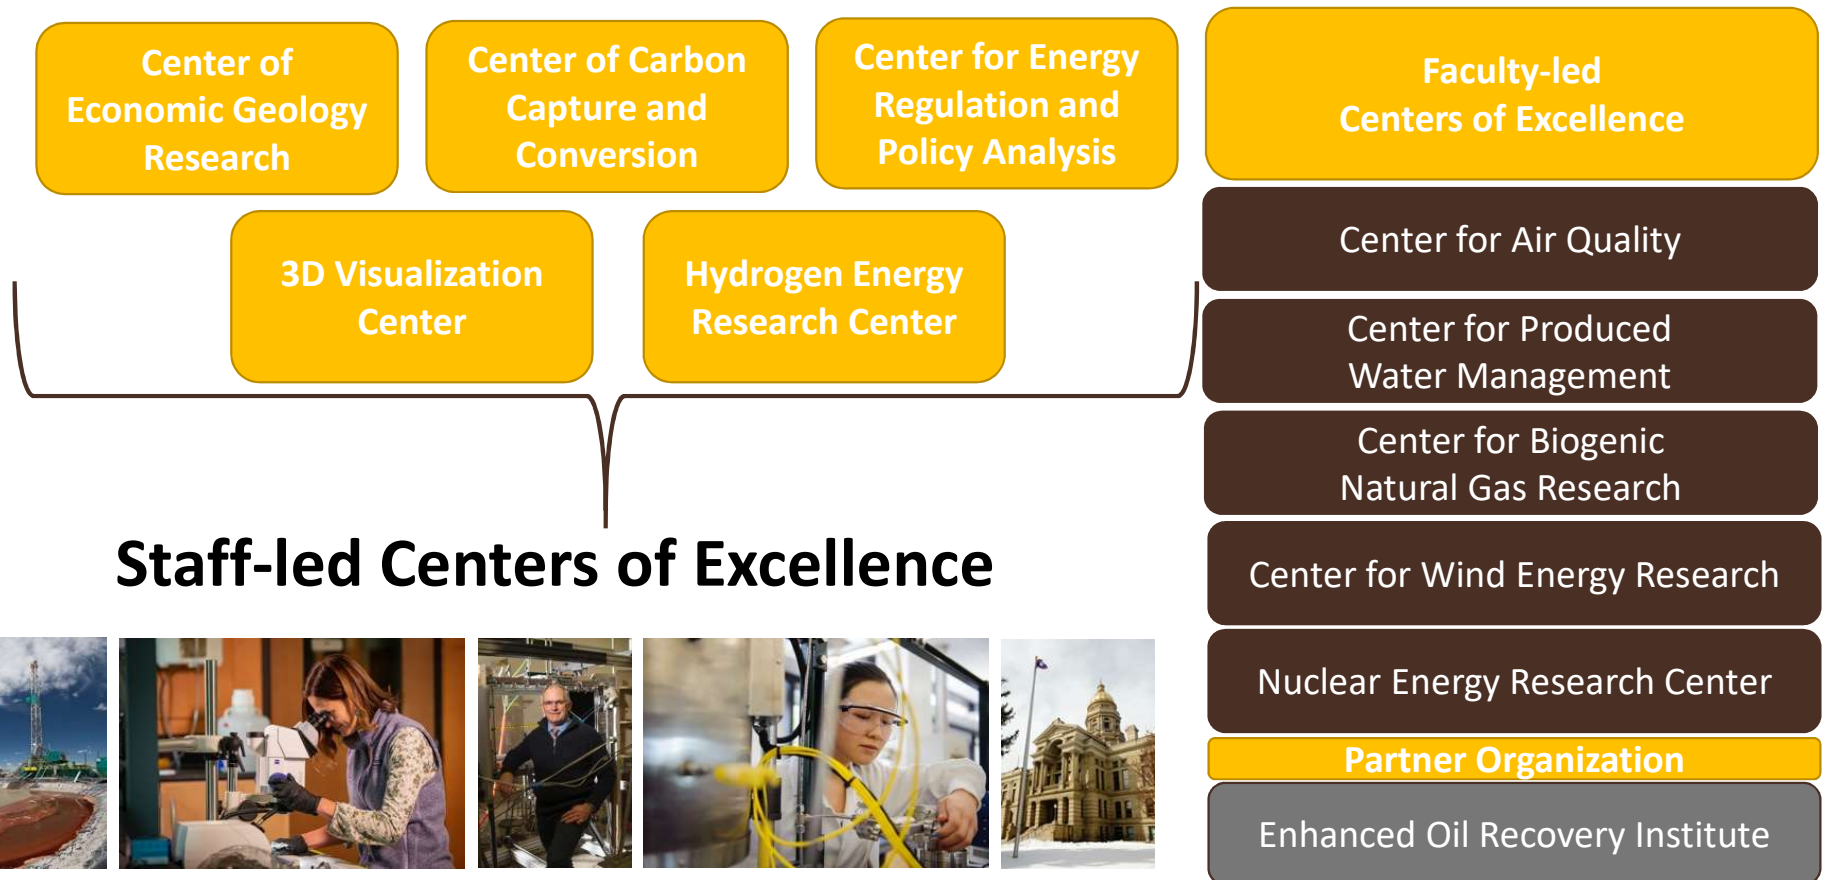 Center of
Economic Geology
Research
Center of Carbon
Capture and
Conversion
Center for Energy
Regulation and
Policy Analysis
3D Visualization
Center
Hydrogen Energy
Research Center
Staff-led Centers of Excellence
Faculty-led
Centers of Excellence
Center for Air Quality
Center for Produced
Water Management
Center for Biogenic
Natural Gas Research
Center for Wind Energy Research
Nuclear Energy Research Center
Partner Organization
Enhanced Oil Recovery Institute